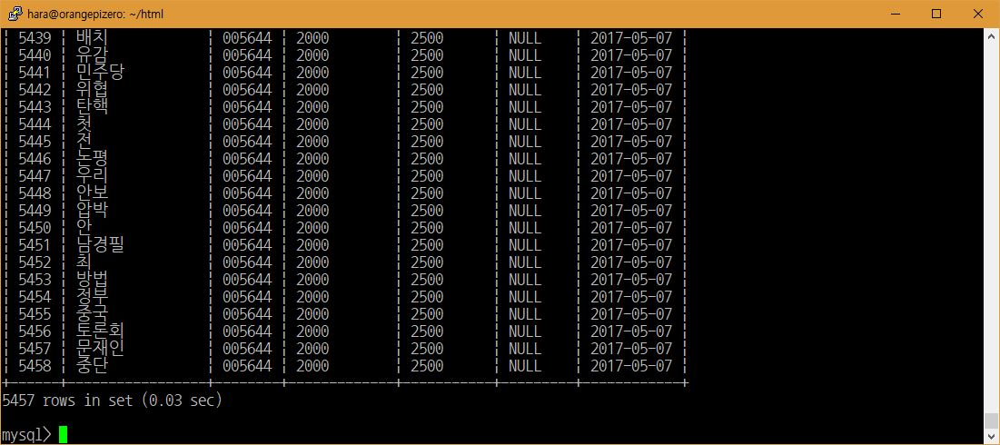 hara@orangepizero: ~/html
| 5439 | 배치 | 005644 | 2000 | 2500 | NULL | 2017-05-07 |
| 5440 | 유감 | 005644 | 2000 | 2500 | NULL | 2017-05-07 |
| 5441 | 민주당 | 005644 | 2000 | 2500 | NULL | 2017-05-07 |
| 5442 | 위협 | 005644 | 2000 | 2500 | NULL | 2017-05-07 |
| 5443 | 탄핵 | 005644 | 2000 | 2500 | NULL | 2017-05-07 |
| 5444 | 첫 | 005644 | 2000 | 2500 | NULL | 2017-05-07 |
| 5445 | 전 | 005644 | 2000 | 2500 | NULL | 2017-05-07 |
| 5446 | 논평 | 005644 | 2000 | 2500 | NULL | 2017-05-07 |
| 5447 | 우리 | 005644 | 2000 | 2500 | NULL | 2017-05-07 |
| 5448 | 안보 | 005644 | 2000 | 2500 | NULL | 2017-05-07 |
| 5449 | 압박 | 005644 | 2000 | 2500 | NULL | 2017-05-07 |
| 5450 | 안 | 005644 | 2000 | 2500 | NULL | 2017-05-07 |
| 5451 | 남경필 | 005644 | 2000 | 2500 | NULL | 2017-05-07 |
| 5452 | 최 | 005644 | 2000 | 2500 | NULL | 2017-05-07 |
| 5453 | 방법 | 005644 | 2000 | 2500 | NULL | 2017-05-07 |
| 5454 | 정부 | 005644 | 2000 | 2500 | NULL | 2017-05-07 |
| 5455 | 중국 | 005644 | 2000 | 2500 | NULL | 2017-05-07 |
| 5456 | 토론회 | 005644 | 2000 | 2500 | NULL | 2017-05-07 |
| 5457 | 문재인 | 005644 | 2000 | 2500 | NULL | 2017-05-07 |
| 5458 | 중단 | 005644 | 2000 | 2500 | NULL | 2017-05-07 |
+------+-----------------+--------+-------------+-----------+---------+------------+
5457 rows in set (0.03 sec)
mysql>